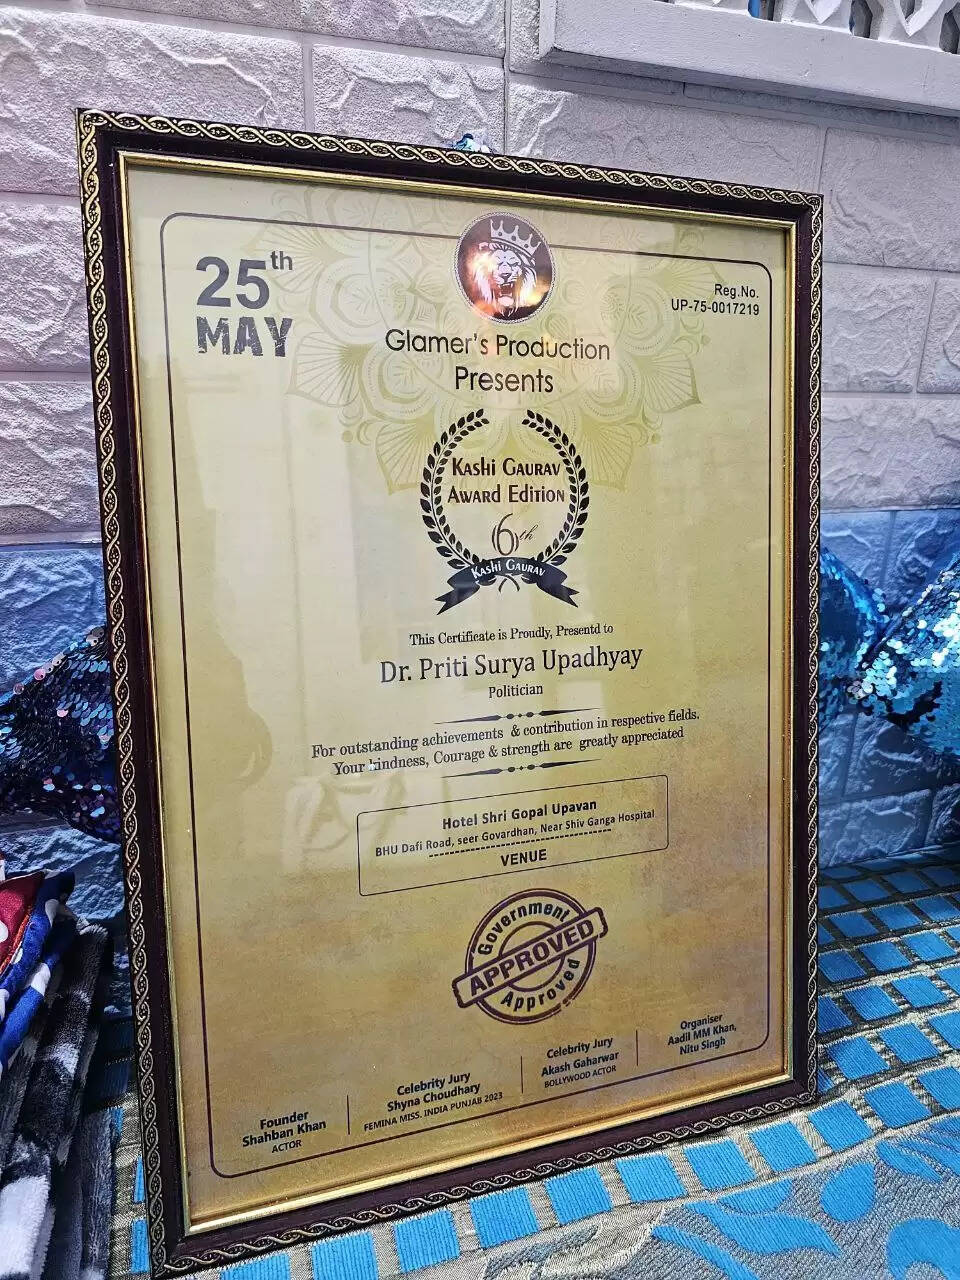 25th
MAY
Reg.No.
UP-75-0017219
Glamer's Production
Presents
KASHI GAURAV
AWARD EDITION
6th
KASHI GAURAV
This Certificate is Proudly, Presentd to
Dr. Priti Surya Upadhyay
Politician
For outstanding achievements & contribution in respective fields.
Your kindness, Courage & strength are greatly appreciated
Hotel Shri Gopal Upavan
BHU Dafi Road, seer Govardhan, Near Shiv Ganga Hospital
VENUE
Government
APPROVED
Approved
Founder
Shahban Khan
ACTOR
Celebrity Jury
Shyna Choudhary
FEMINA MISS. INDIA PUNJAB 2023
Celebrity Jury
Akash Gaharwar
BOLLYWOOD ACTOR
Organiser
Aadil MM Khan,
Nitu Singh